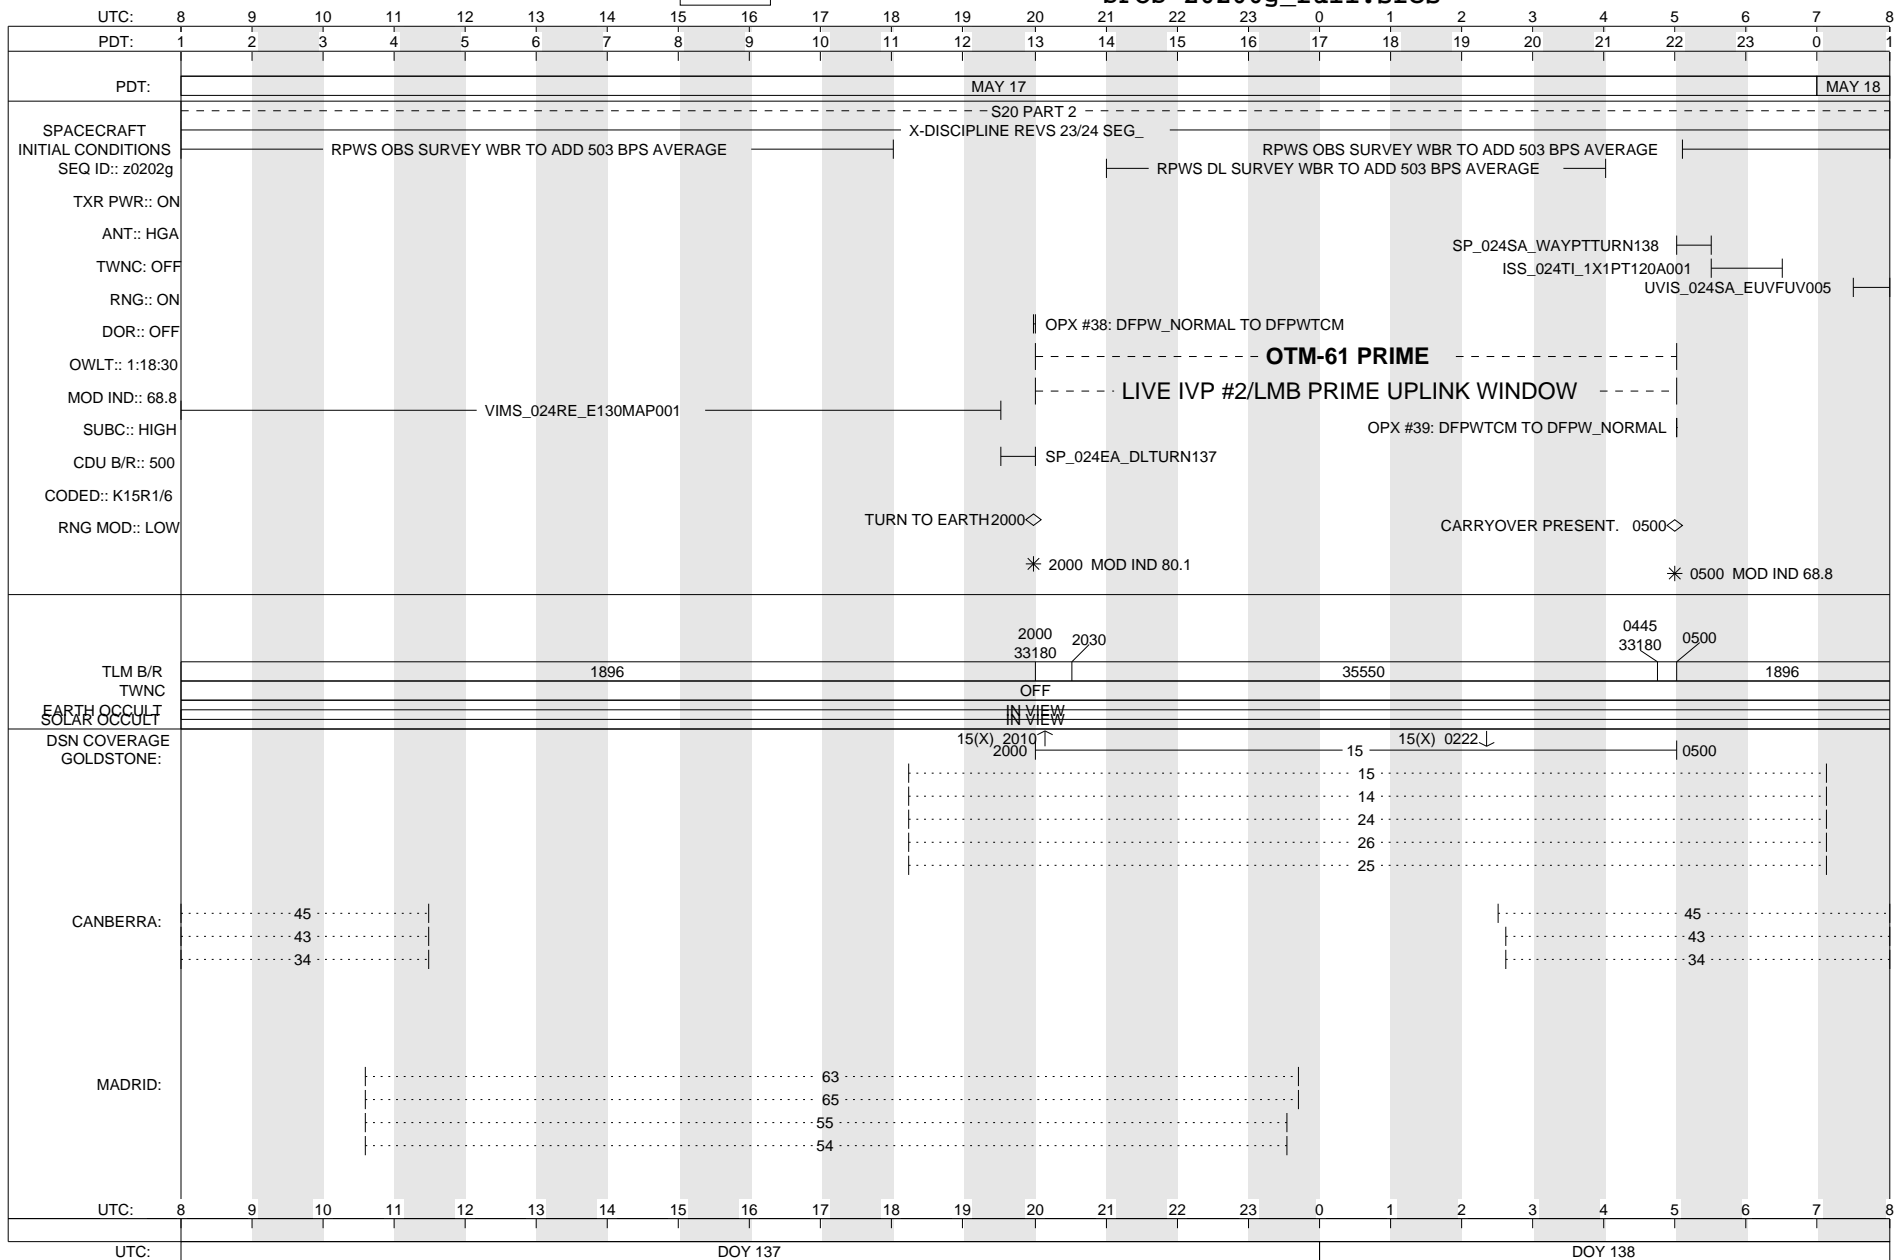 UTC: 8 9 10 11 12 13 14 15 16 17 18 19 20 21 22 23 0 1 2 3 4 5 6 7 8
PDT: 1 2 3 4 5 6 7 8 9 10 11 12 13 14 15 16 17 18 19 20 21 22 23 0 1
PDT: MAY 17 MAY 18
S20 PART 2
SPACECRAFT X-DISCIPLINE REVS 23/24 SEG_
INITIAL CONDITIONS RPWS OBS SURVEY WBR TO ADD 503 BPS AVERAGE RPWS OBS SURVEY WBR TO ADD 503 BPS AVERAGE
SEQ ID:: z0202g RPWS DL SURVEY WBR TO ADD 503 BPS AVERAGE
TXR PWR:: ON
ANT:: HGA
SP_024SA_WAYPTTURN138
TWNC: OFF ISS_024TI_1X1PT120A001
UVIS_024SA_EUVFUV005
RNG:: ON
DOR:: OFF OPX #38: DFPW_NORMAL TO DFPWTCM
OTM-61 PRIME
OWLT:: 1:18:30
LIVE IVP #2/LMB PRIME UPLINK WINDOW
MOD IND:: 68.8
VIMS_024RE_E130MAP001
SUBC:: HIGH OPX #39: DFPWTCM TO DFPW_NORMAL
CDU B/R:: 500 SP_024EA_DLTURN137
CODED:: K15R1/6
RNG MOD:: LOW
TURN TO EARTH2000 CARRYOVER PRESENT. 0500
2000 MOD IND 80.1 0500 MOD IND 68.8
2000 2030 0445 0500
33180 33180
TLM B/R 1896 35550 1896
TWNC OFF
EARTH OCCULT IN VIEW
SOLAR OCCULT IN VIEW
DSN COVERAGE 15(X) 2010 15(X) 0222
GOLDSTONE: 2000 15 0500
15
14
24
26
25
CANBERRA: 45 45
43 43
34 34
MADRID: 63
65
55
54
UTC: 8 9 10 11 12 13 14 15 16 17 18 19 20 21 22 23 0 1 2 3 4 5 6 7 8
UTC: DOY 137 DOY 138